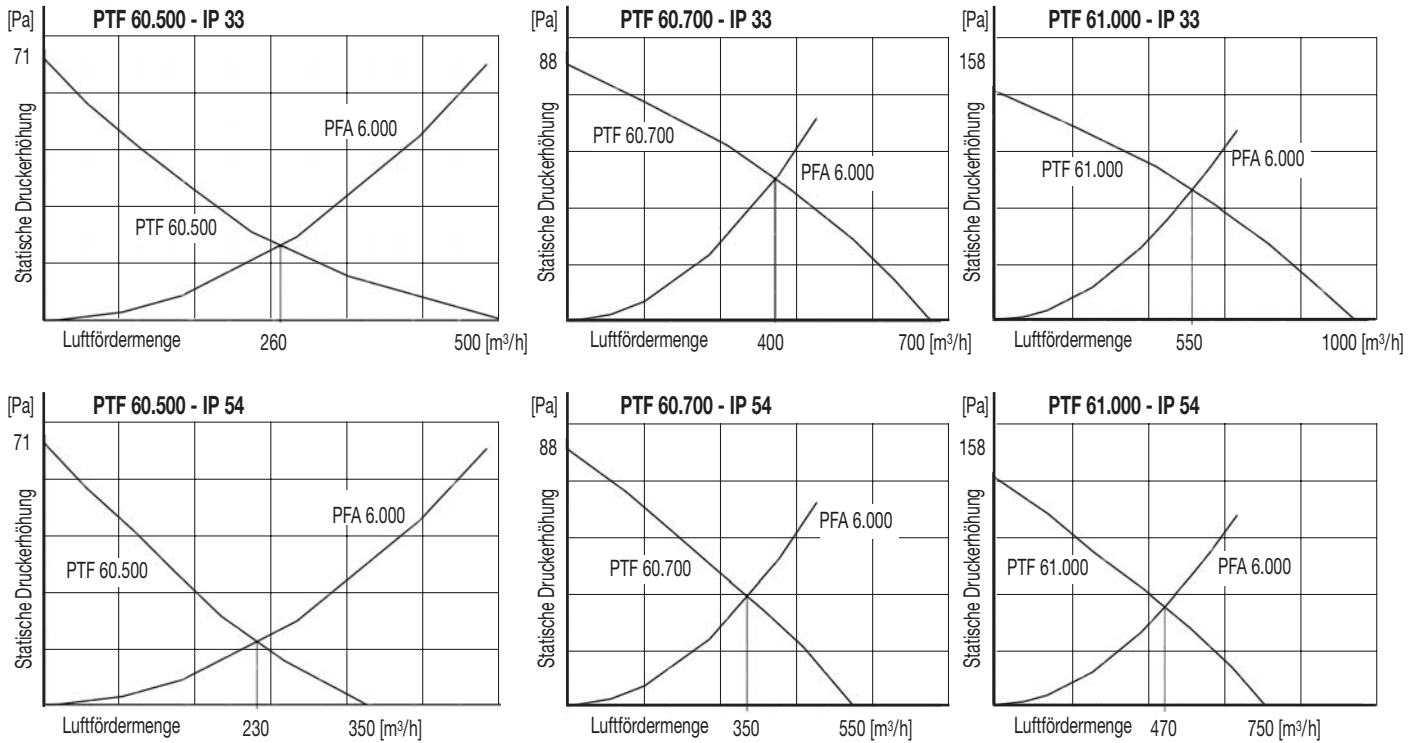 [Pa] PTF 60.500 - IP 33
71
Statische Druckerhöhung
PFA 6.000
PTF 60.500
Luftfördermenge 260 500 [m³/h]
[Pa] PTF 60.700 - IP 33
88
Statische Druckerhöhung
PTF 60.700
PFA 6.000
Luftfördermenge 400 700 [m³/h]
[Pa] PTF 61.000 - IP 33
158
Statische Druckerhöhung
PFA 6.000
PTF 61.000
Luftfördermenge 550 1000 [m³/h]
[Pa] PTF 60.500 - IP 54
71
Statische Druckerhöhung
PFA 6.000
PTF 60.500
Luftfördermenge 230 350 [m³/h]
[Pa] PTF 60.700 - IP 54
88
Statische Druckerhöhung
PFA 6.000
PTF 60.700
Luftfördermenge 350 550 [m³/h]
[Pa] PTF 61.000 - IP 54
158
Statische Druckerhöhung
PTF 61.000
PFA 6.000
Luftfördermenge 470 750 [m³/h]